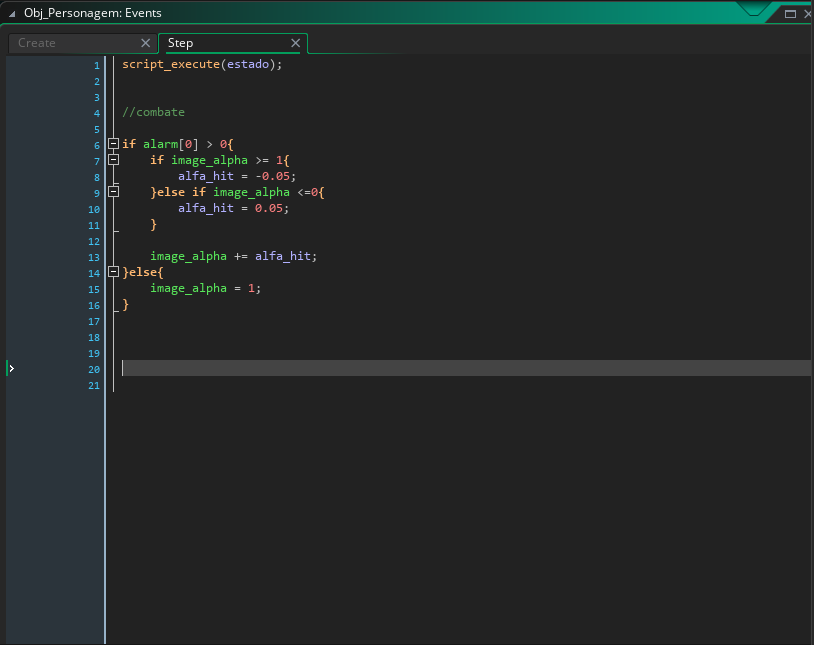 Obj_Personagem: Events
Create
Step
1 script_execute(estado);
2
3
4 //combate
5
6 if alarm[0] > 0{
7 if image_alpha >= 1{
8 alfa_hit = -0.05;
9 }else if image_alpha <=0{
10 alfa_hit = 0.05;
11 }
12
13 image_alpha += alfa_hit;
14 }else{
15 image_alpha = 1;
16 }
17
18
19
20
21